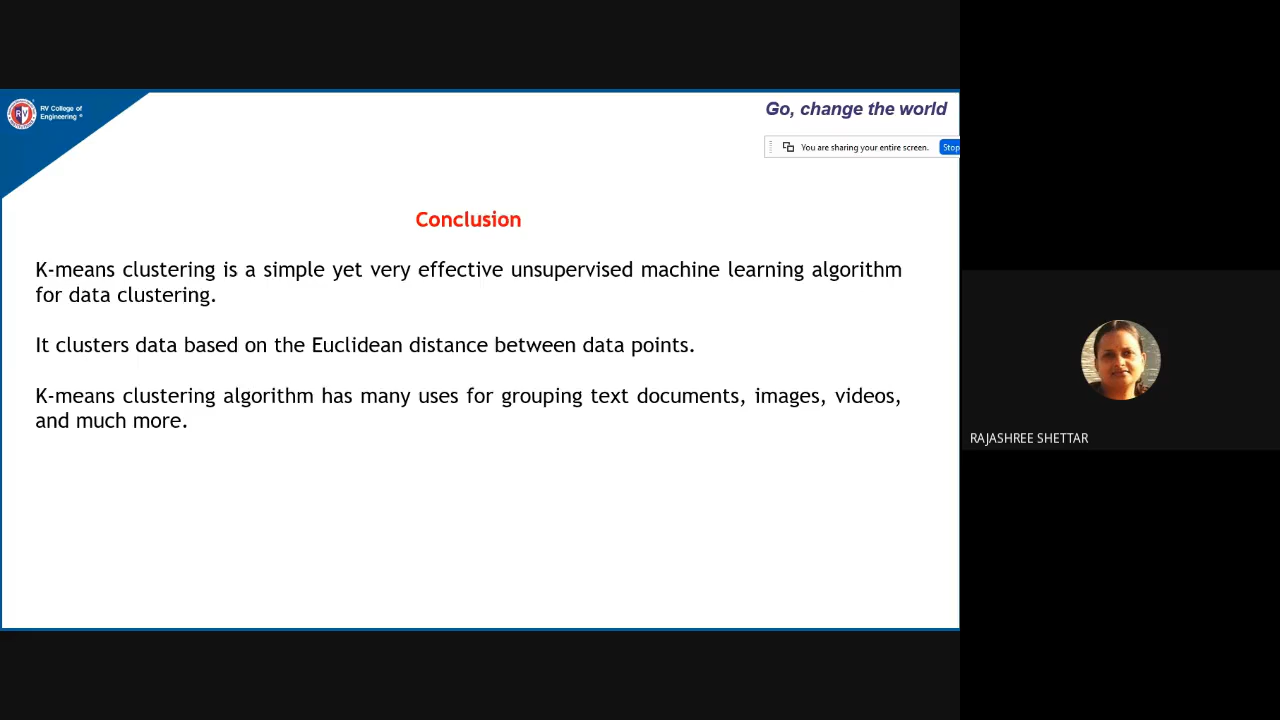 RV College of
Engineering
Go, change the world
You are sharing your entire screen.
Stop
Conclusion
K-means clustering is a simple yet very effective unsupervised machine learning algorithm
for data clustering.
It clusters data based on the Euclidean distance between data points.
K-means clustering algorithm has many uses for grouping text documents, images, videos,
and much more.
RAJASHREE SHETTAR